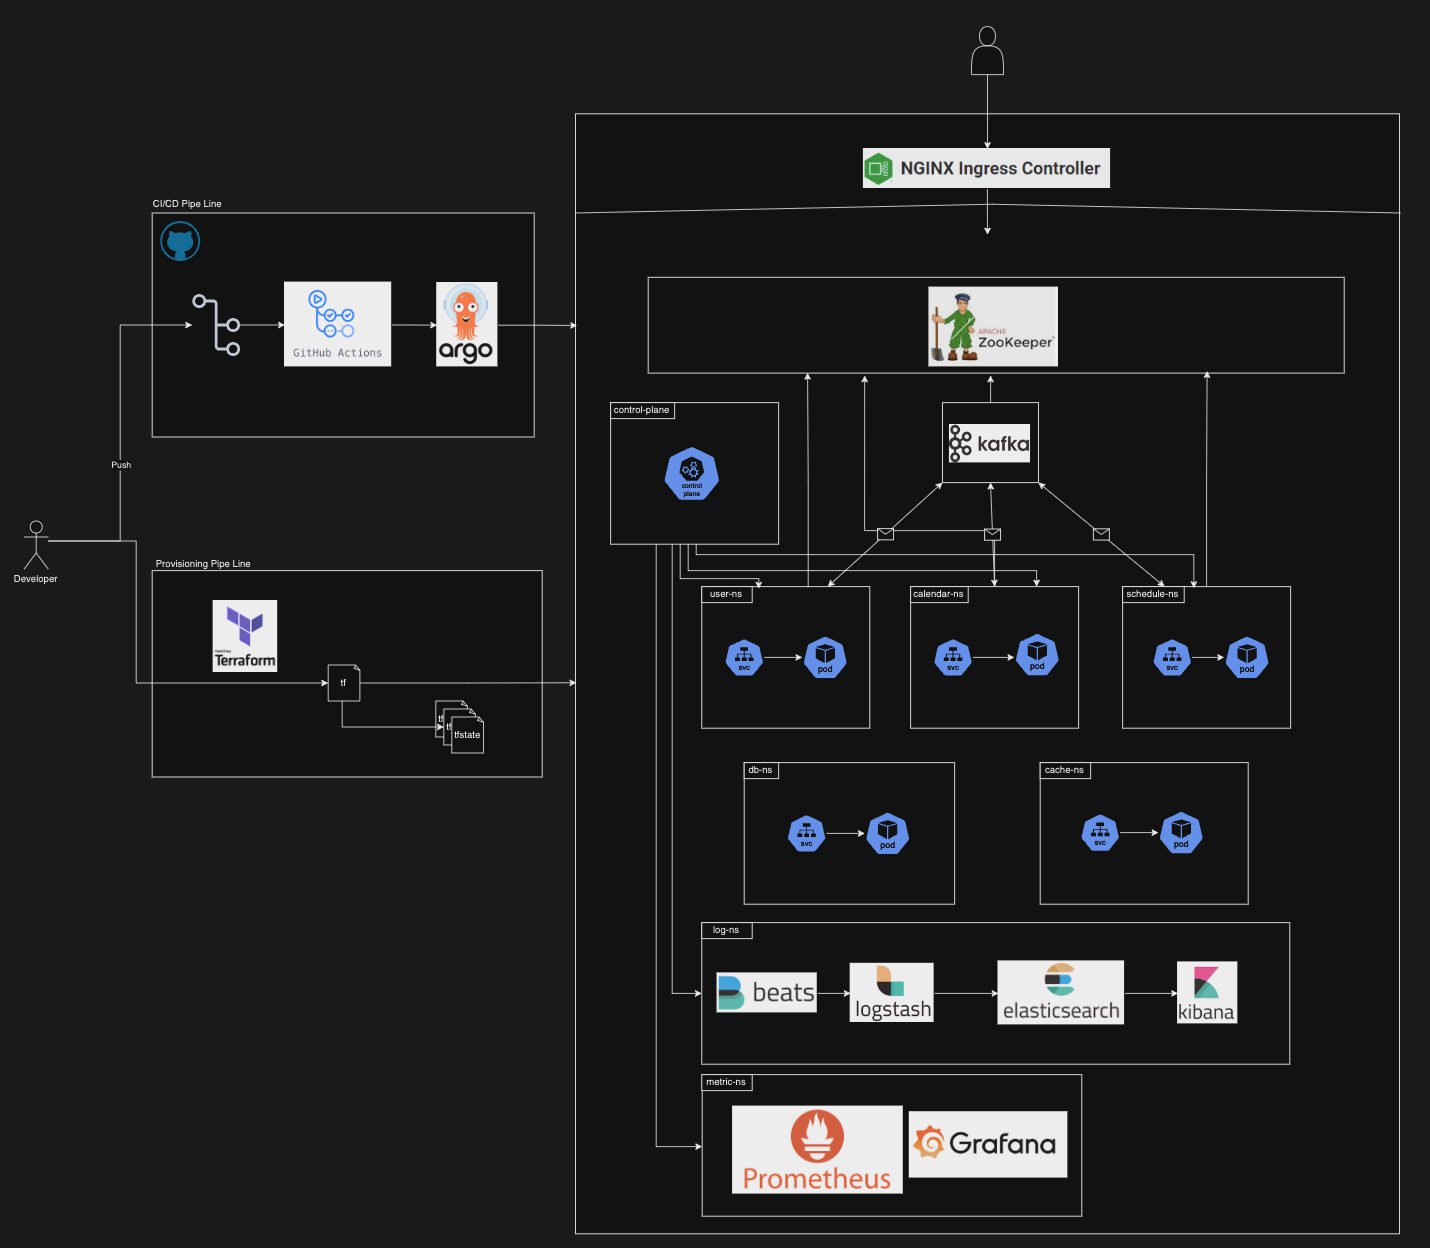 NGINX Ingress Controller
CI/CD Pipe Line
GitHub Actions
argo
APACHE
ZooKeeper
control-plane
control
plane
kafka
Push
Developer
Provisioning Pipe Line
Terraform
tf
tf
tf
tfstate
user-ns
svc
pod
calendar-ns
svc
pod
schedule-ns
svc
pod
db-ns
svc
pod
cache-ns
svc
pod
log-ns
beats
logstash
elasticsearch
kibana
metric-ns
Prometheus
Grafana